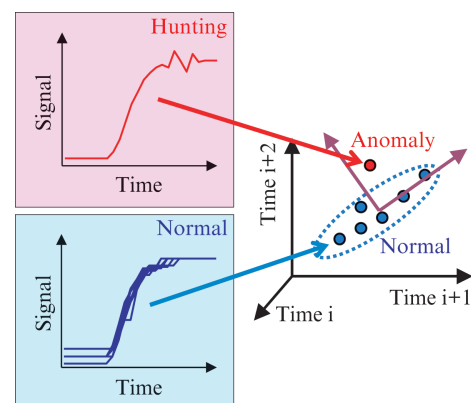 Hunting
Signal
Time
Normal
Signal
Time
Anomaly
Time i+2
Normal
Time i+1
Time i